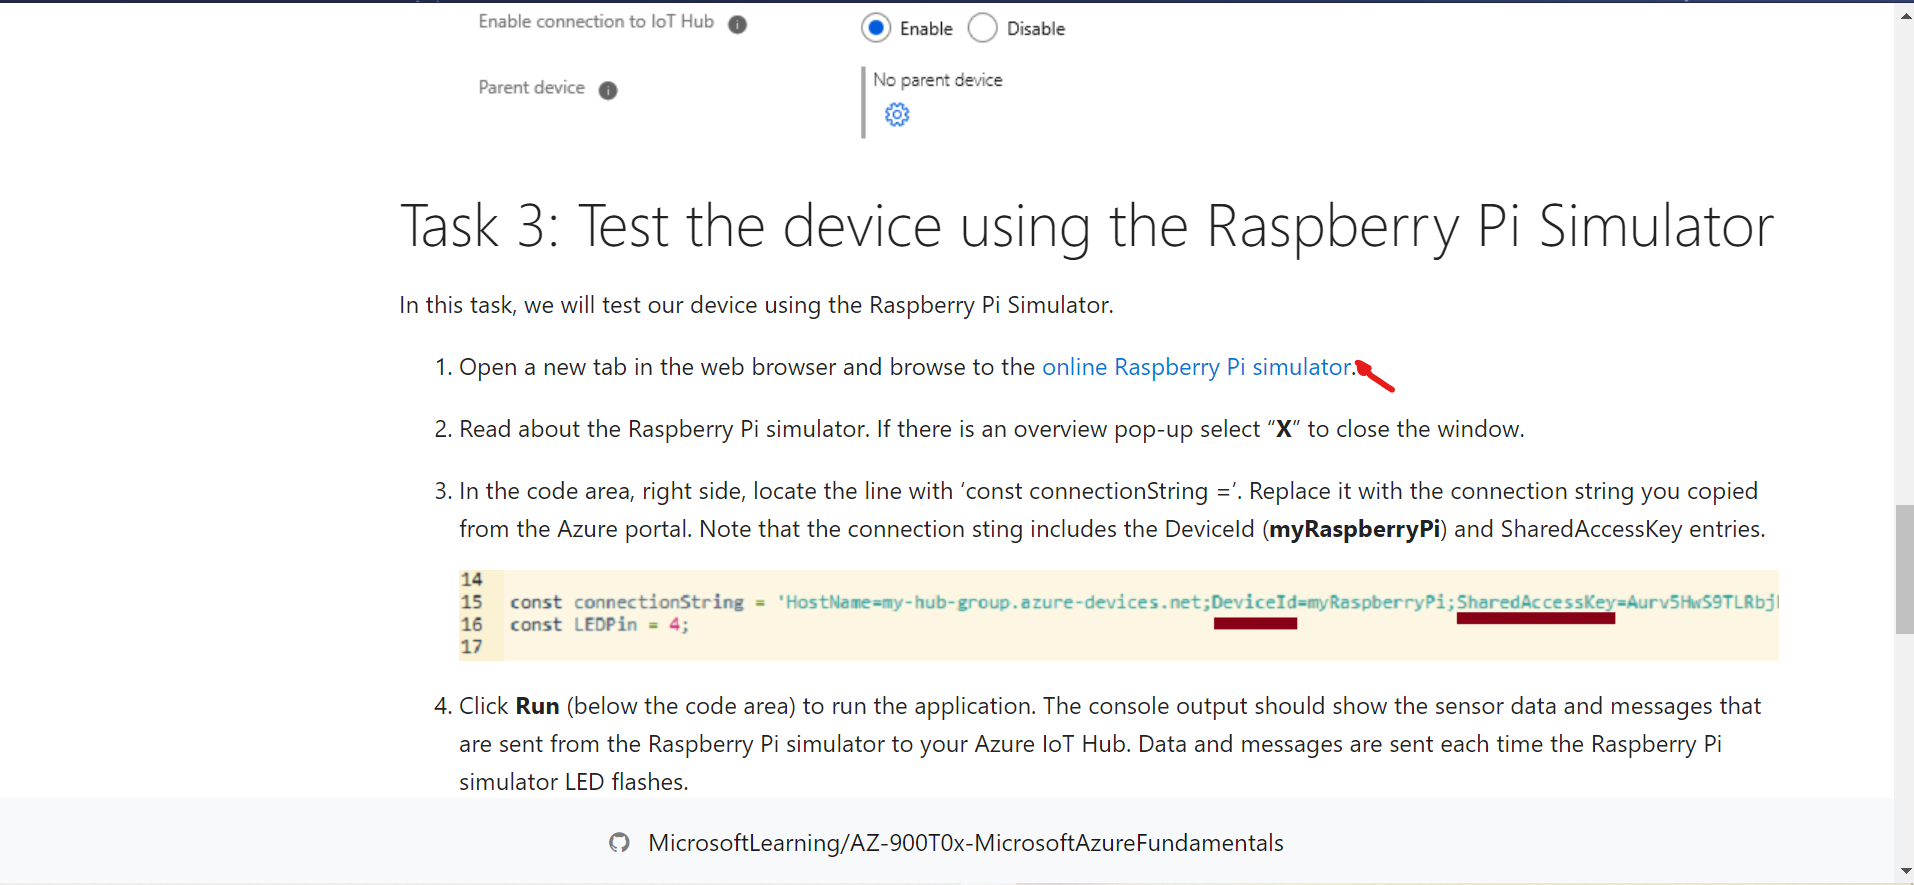 Enable connection to IoT Hub
Enable Disable
Parent device
No parent device
Task 3: Test the device using the Raspberry Pi Simulator
In this task, we will test our device using the Raspberry Pi Simulator.
1. Open a new tab in the web browser and browse to the online Raspberry Pi simulator.
2. Read about the Raspberry Pi simulator. If there is an overview pop-up select “X” to close the window.
3. In the code area, right side, locate the line with ‘const connectionString =’. Replace it with the connection string you copied
from the Azure portal. Note that the connection sting includes the DeviceId (myRaspberryPi) and SharedAccessKey entries.
14
15 const connectionString = 'HostName=my-hub-group.azure-devices.net;DeviceId=myRaspberryPi;SharedAccessKey=Aurv5HwS9TLRbj
16 const LEDPin = 4;
17
4. Click Run (below the code area) to run the application. The console output should show the sensor data and messages that
are sent from the Raspberry Pi simulator to your Azure IoT Hub. Data and messages are sent each time the Raspberry Pi
simulator LED flashes.
MicrosoftLearning/AZ-900T0x-MicrosoftAzureFundamentals